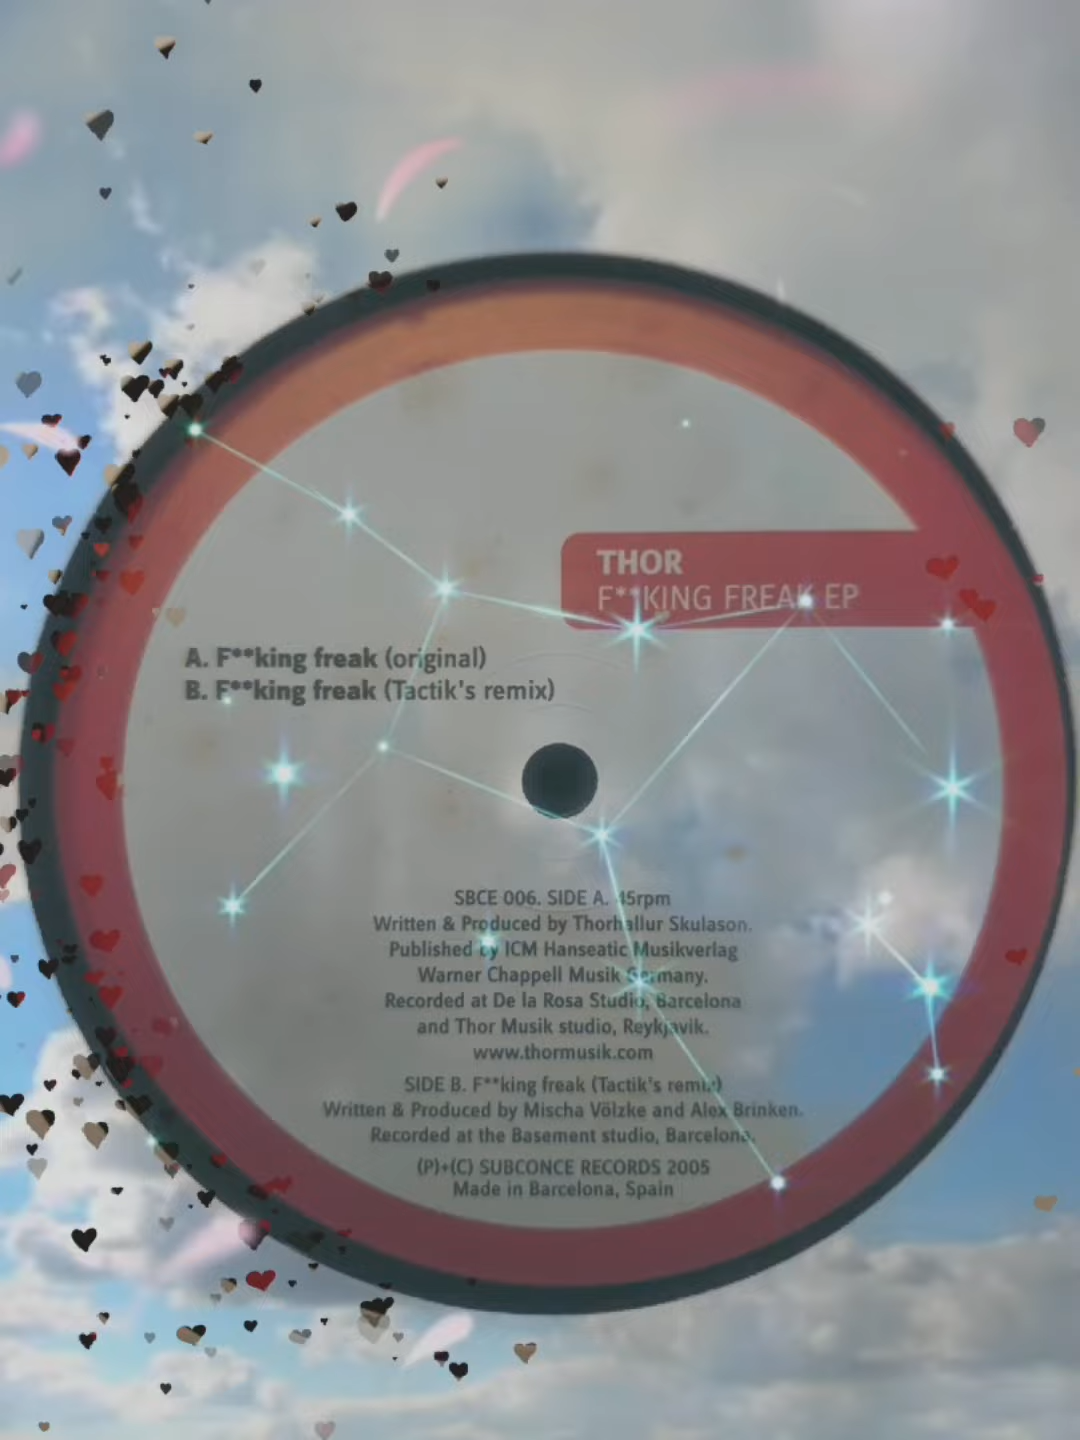 THOR
F**KING FREAK EP
A. F**king freak (original)
B. F**king freak (Tactik's remix)
SBCE 006. SIDE A. 45rpm
Written & Produced by Thorhallur Skulason.
Published by ICM Hanseatic Musikverlag
Warner Chappell Musik Germany.
Recorded at De la Rosa Studio, Barcelona
and Thor Musik studio, Reykjavik.
www.thormusik.com
SIDE B. F**king freak (Tactik's remix)
Written & Produced by Mischa Völzke and Alex Brinken.
Recorded at the Basement studio, Barcelona.
(P)+(C) SUBCONCE RECORDS 2005
Made in Barcelona, Spain